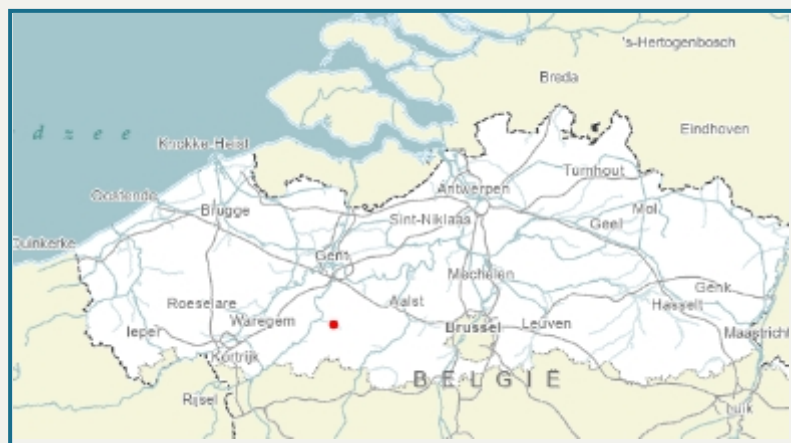 's-Hertogenbosch
Breda
Eindhoven
d z e e
Knokke-Heist
Turnhout
Antwerpen
Oostende
Brugge
Sint-Niklaas
Mol
Geel
Duinkerke
Gent
Mechelen
Genk
Roeselare
Aalst
Hasselt
Ieper
Waregem
Brussel
Leuven
Maastricht
Kortrijk
BELGIË
Rijsel
Luik